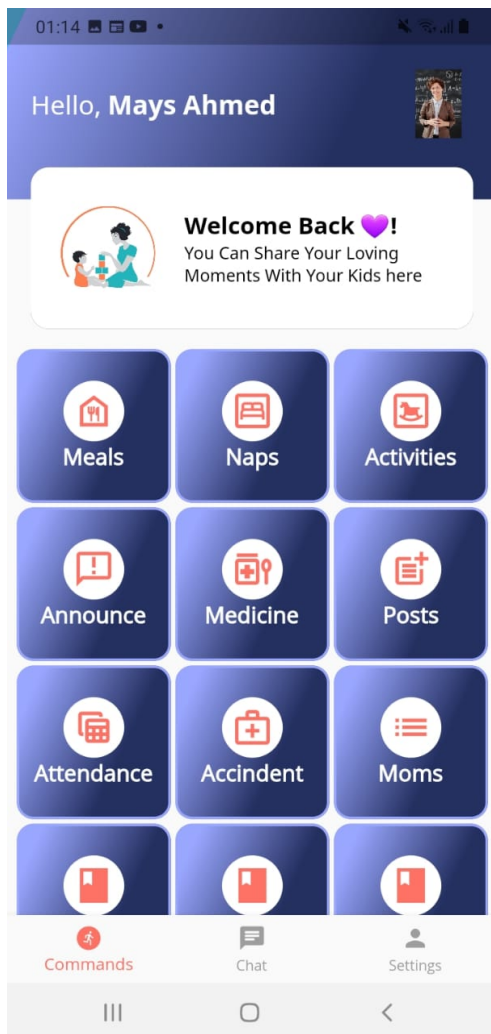 01:14
Hello, Mays Ahmed
Welcome Back 💜!
You Can Share Your Loving
Moments With Your Kids here
Meals Naps Activities
Announce Medicine Posts
Attendance Accindent Moms
Commands Chat Settings